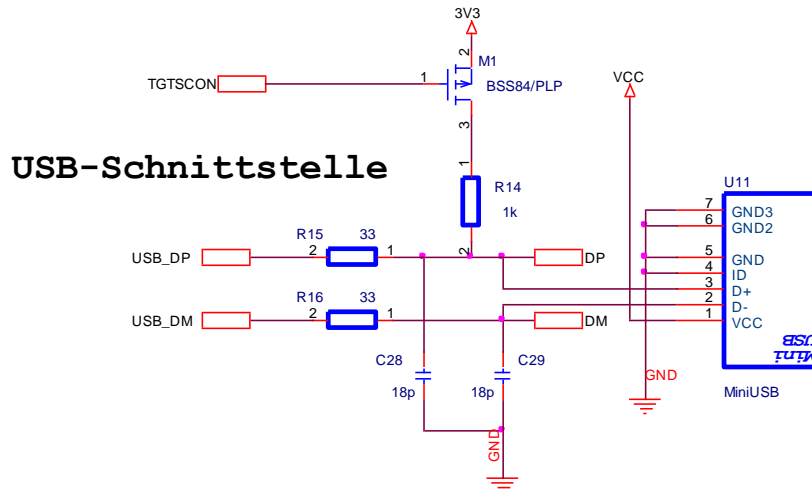 3V3
2
M1
TGTSCON
1
BSS84/PLP
VCC
3
USB-Schnittstelle
1
R14
1k
2
U11
7
GND3
6
GND2
R15
33
USB_DP
2
1
DP
5
GND
4
ID
3
D+
R16
33
2
D-
USB_DM
2
1
DM
1
VCC
Mini
USB
C28
C29
18p
18p
GND
MiniUSB
GND